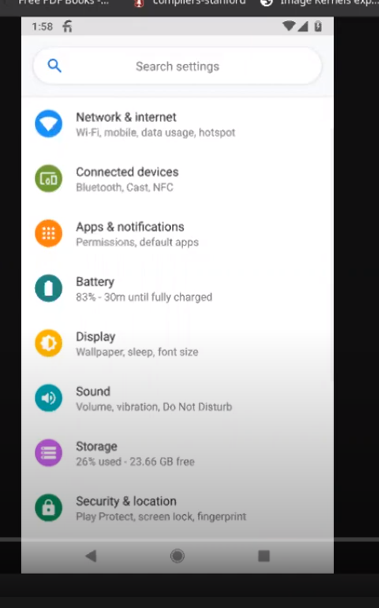 Free PDF Books -... compilers-stanford Image Kernels exp...
1:58
Search settings
Network & internet
Wi-Fi, mobile, data usage, hotspot
Connected devices
Bluetooth, Cast, NFC
Apps & notifications
Permissions, default apps
Battery
83% - 30m until fully charged
Display
Wallpaper, sleep, font size
Sound
Volume, vibration, Do Not Disturb
Storage
26% used - 23.66 GB free
Security & location
Play Protect, screen lock, fingerprint